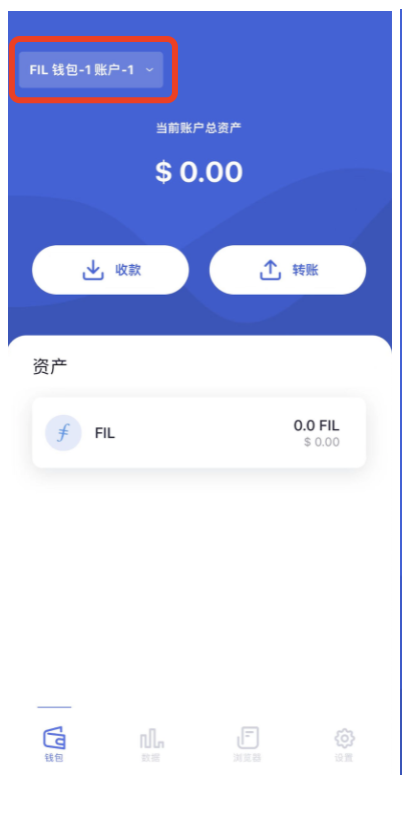 FIL 钱包-1 账户-1
当前账户总资产
$ 0.00
收款
转账
资产
FIL
0.0 FIL
$ 0.00
钱包
数据
浏览器
设置